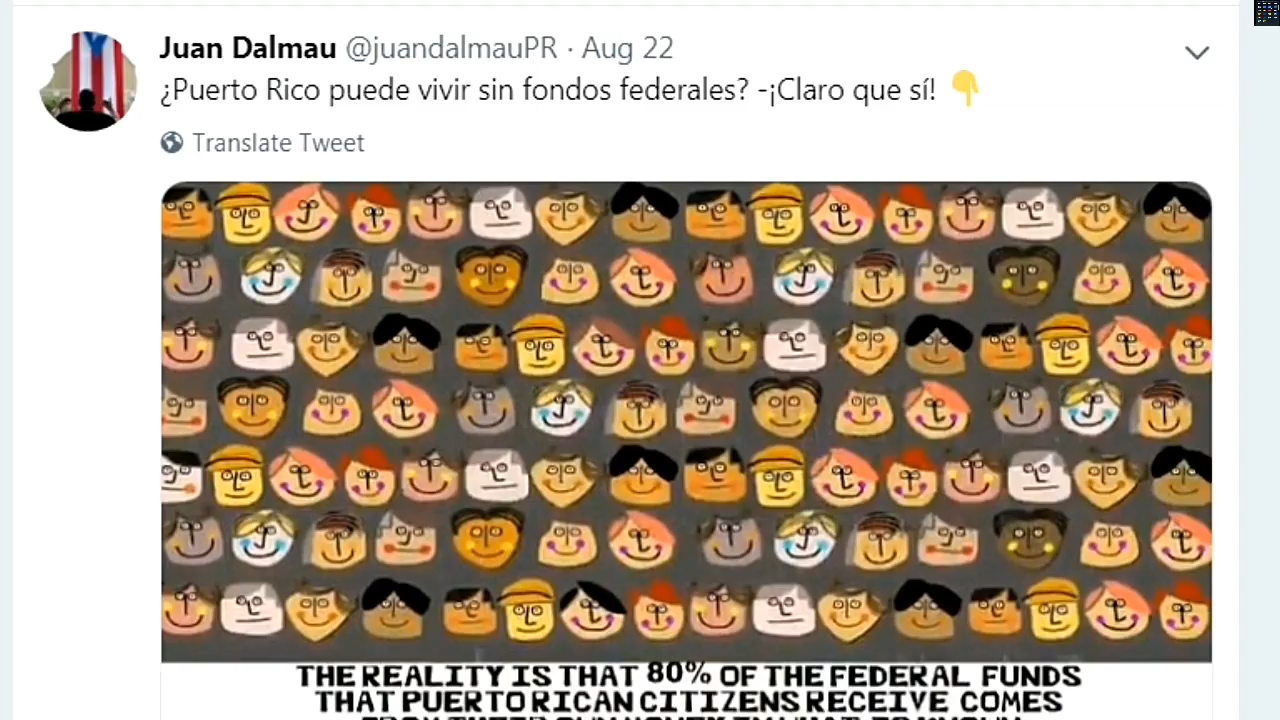 Juan Dalmau @juandalmauPR · Aug 22
¿Puerto Rico puede vivir sin fondos federales? -¡Claro que sí! 👇
Translate Tweet
THE REALITY IS THAT 80% OF THE FEDERAL FUNDS
THAT PUERTO RICAN CITIZENS RECEIVE COMES